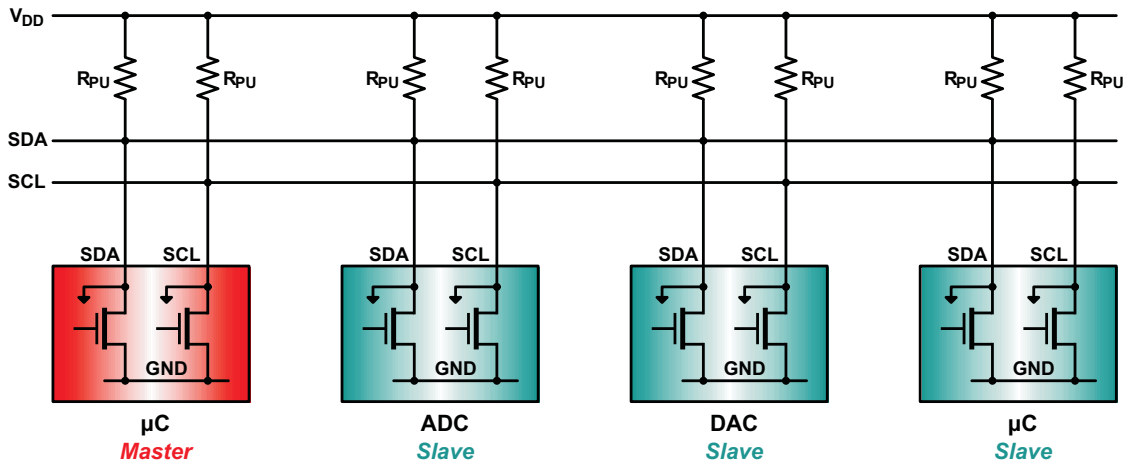 VDD
RPU RPU RPU RPU RPU RPU RPU RPU
SDA
SCL
SDA SCL SDA SCL SDA SCL SDA SCL
GND GND GND GND
µC ADC DAC µC
Master Slave Slave Slave